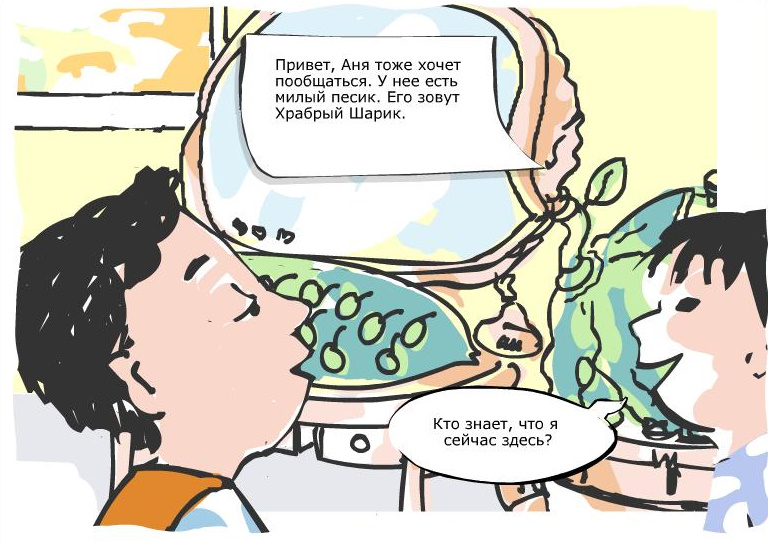 Привет, Аня тоже хочет
пообщаться. У нее есть
милый песик. Его зовут
Храбрый Шарик.
Кто знает, что я
сейчас здесь?